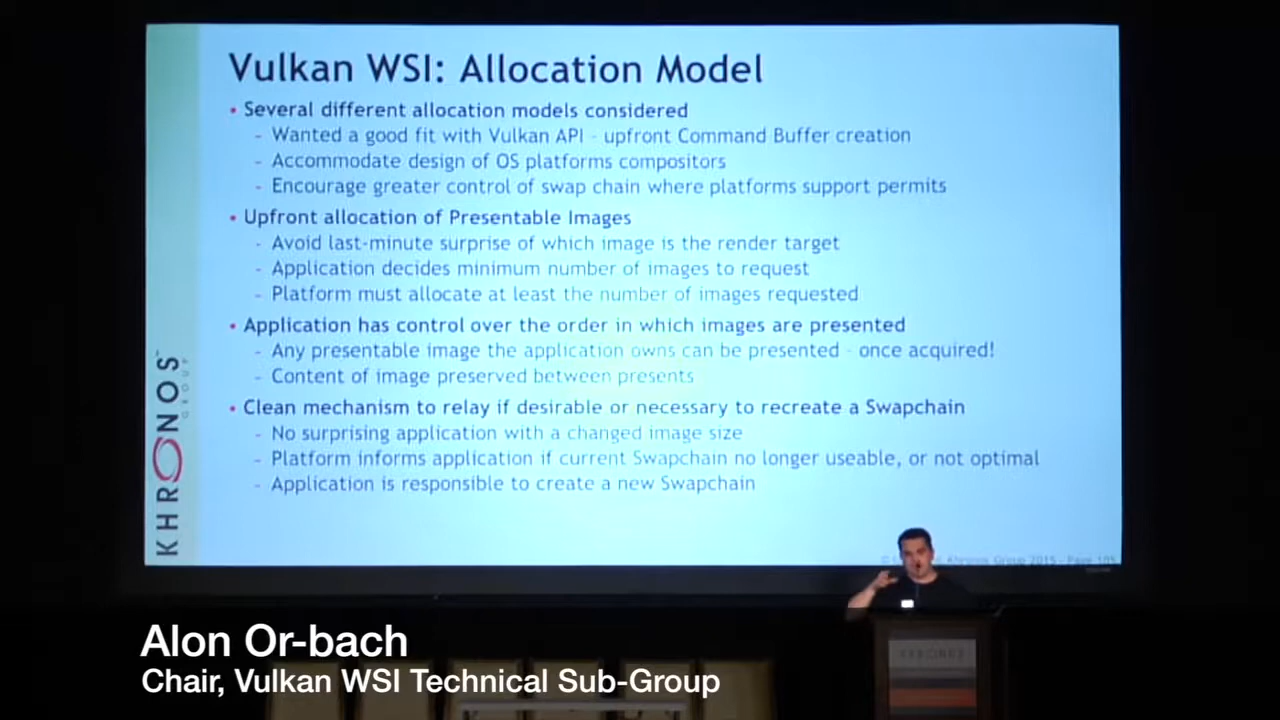 Vulkan WSI: Allocation Model
• Several different allocation models considered
- Wanted a good fit with Vulkan API - upfront Command Buffer creation
- Accommodate design of OS platforms compositors
- Encourage greater control of swap chain where platforms support permits
• Upfront allocation of Presentable Images
- Avoid last-minute surprise of which image is the render target
- Application decides minimum number of images to request
- Platform must allocate at least the number of images requested
• Application has control over the order in which images are presented
- Any presentable image the application owns can be presented - once acquired!
- Content of image preserved between presents
• Clean mechanism to relay if desirable or necessary to recreate a Swapchain
- No surprising application with a changed image size
- Platform informs application if current Swapchain no longer useable, or not optimal
- Application is responsible to create a new Swapchain
KHRONOS™
GROUP
Khronos Group 2015 - Page 105
Alon Or-bach
Chair, Vulkan WSI Technical Sub-Group